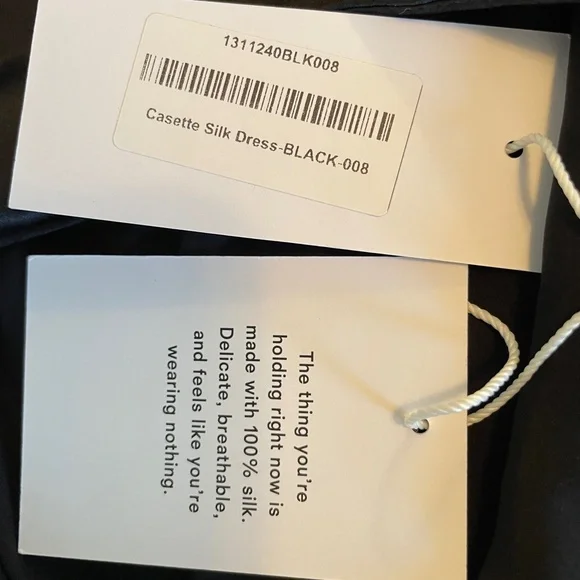 1311240BLK008
Casette Silk Dress-BLACK-008
The thing you're
holding right now is
made with 100% silk.
Delicate, breathable,
and feels like you're
wearing nothing.